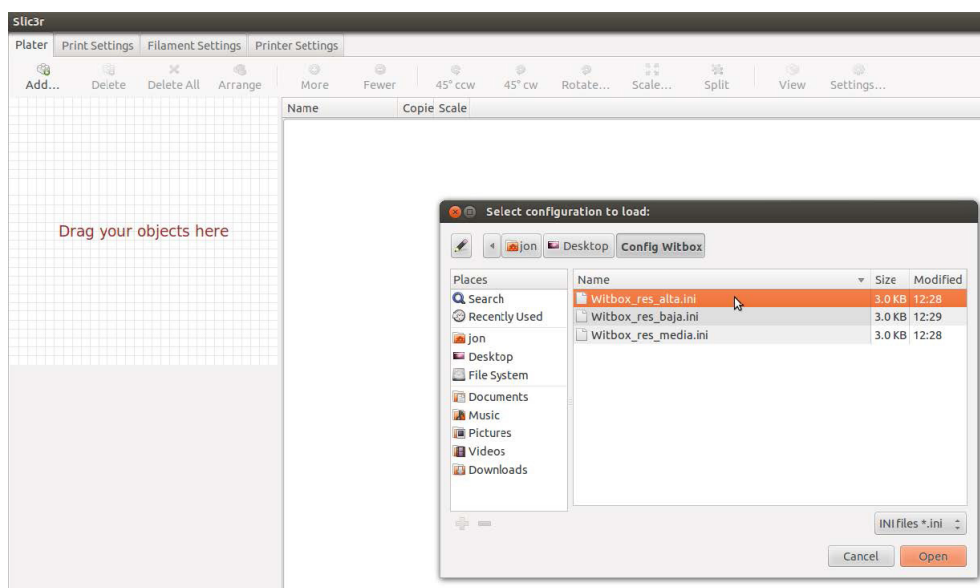 Slic3r
Plater Print Settings Filament Settings Printer Settings
Add... Delete Delete All Arrange More Fewer 45° ccw 45° cw Rotate... Scale... Split View Settings...
Name Copie Scale
Drag your objects here
Select configuration to load:
jon Desktop Config Witbox
Places Name Size Modified
Search Witbox_res_alta.ini 3.0 KB 12:28
Recently Used Witbox_res_baja.ini 3.0 KB 12:29
jon Witbox_res_media.ini 3.0 KB 12:28
Desktop
File System
Documents
Music
Pictures
Videos
Downloads
INI files *.ini
Cancel Open